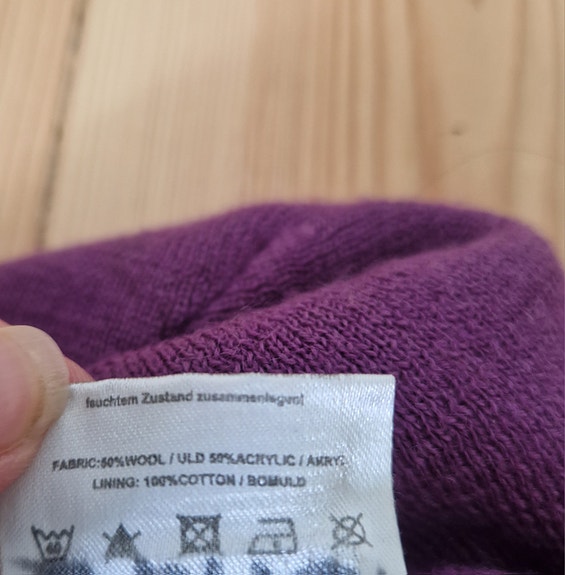 feuchtem Zustand zusammenlegen!
FABRIC:50%WOOL / ULD 50%ACRYLIC / AKRYL
LINING: 100%COTTON / BOMULD